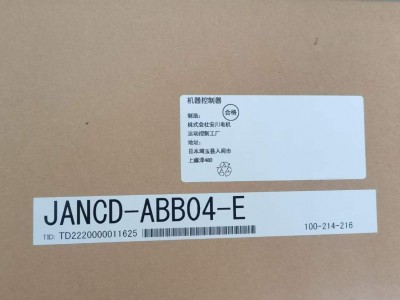 机器控制器
制造:
合格
株式会社安川电机
运动控制工厂
地址:
日本埼玉县入间市
上藤泽480
JANCD-ABB04-E
TID: TD2220000011625
100-214-216